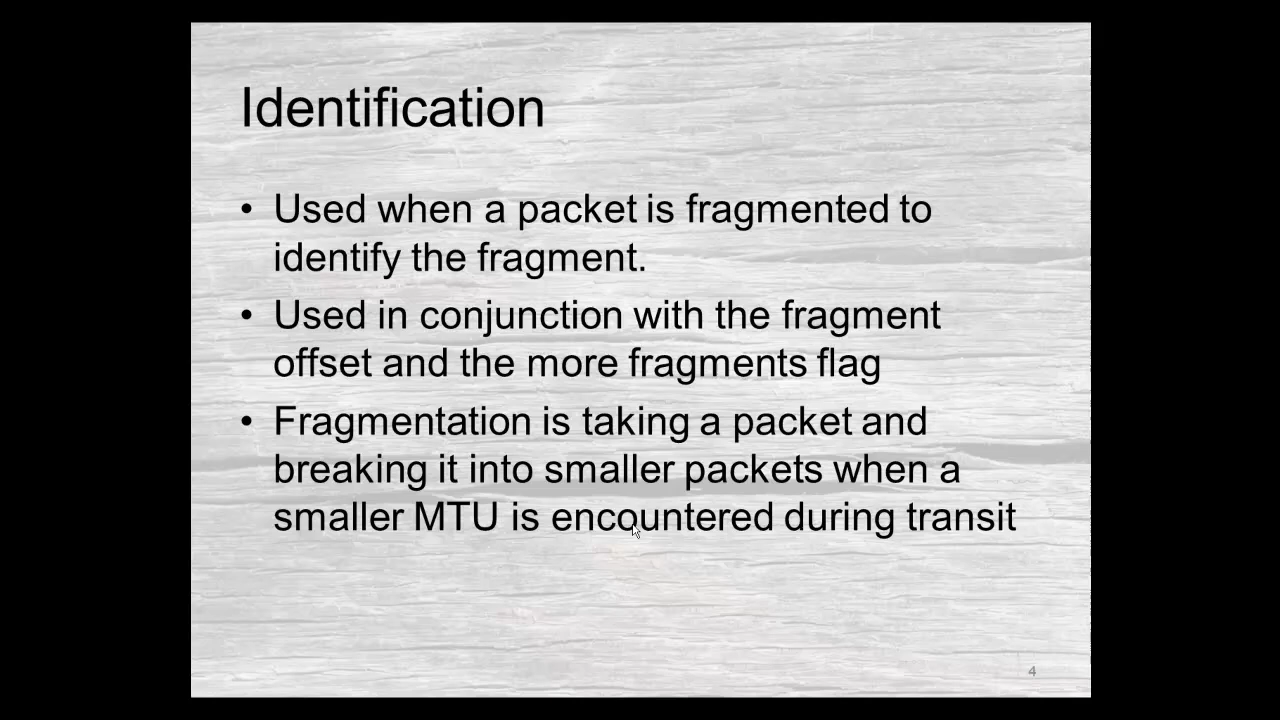 Identification
• Used when a packet is fragmented to
identify the fragment.
• Used in conjunction with the fragment
offset and the more fragments flag
• Fragmentation is taking a packet and
breaking it into smaller packets when a
smaller MTU is encountered during transit
4